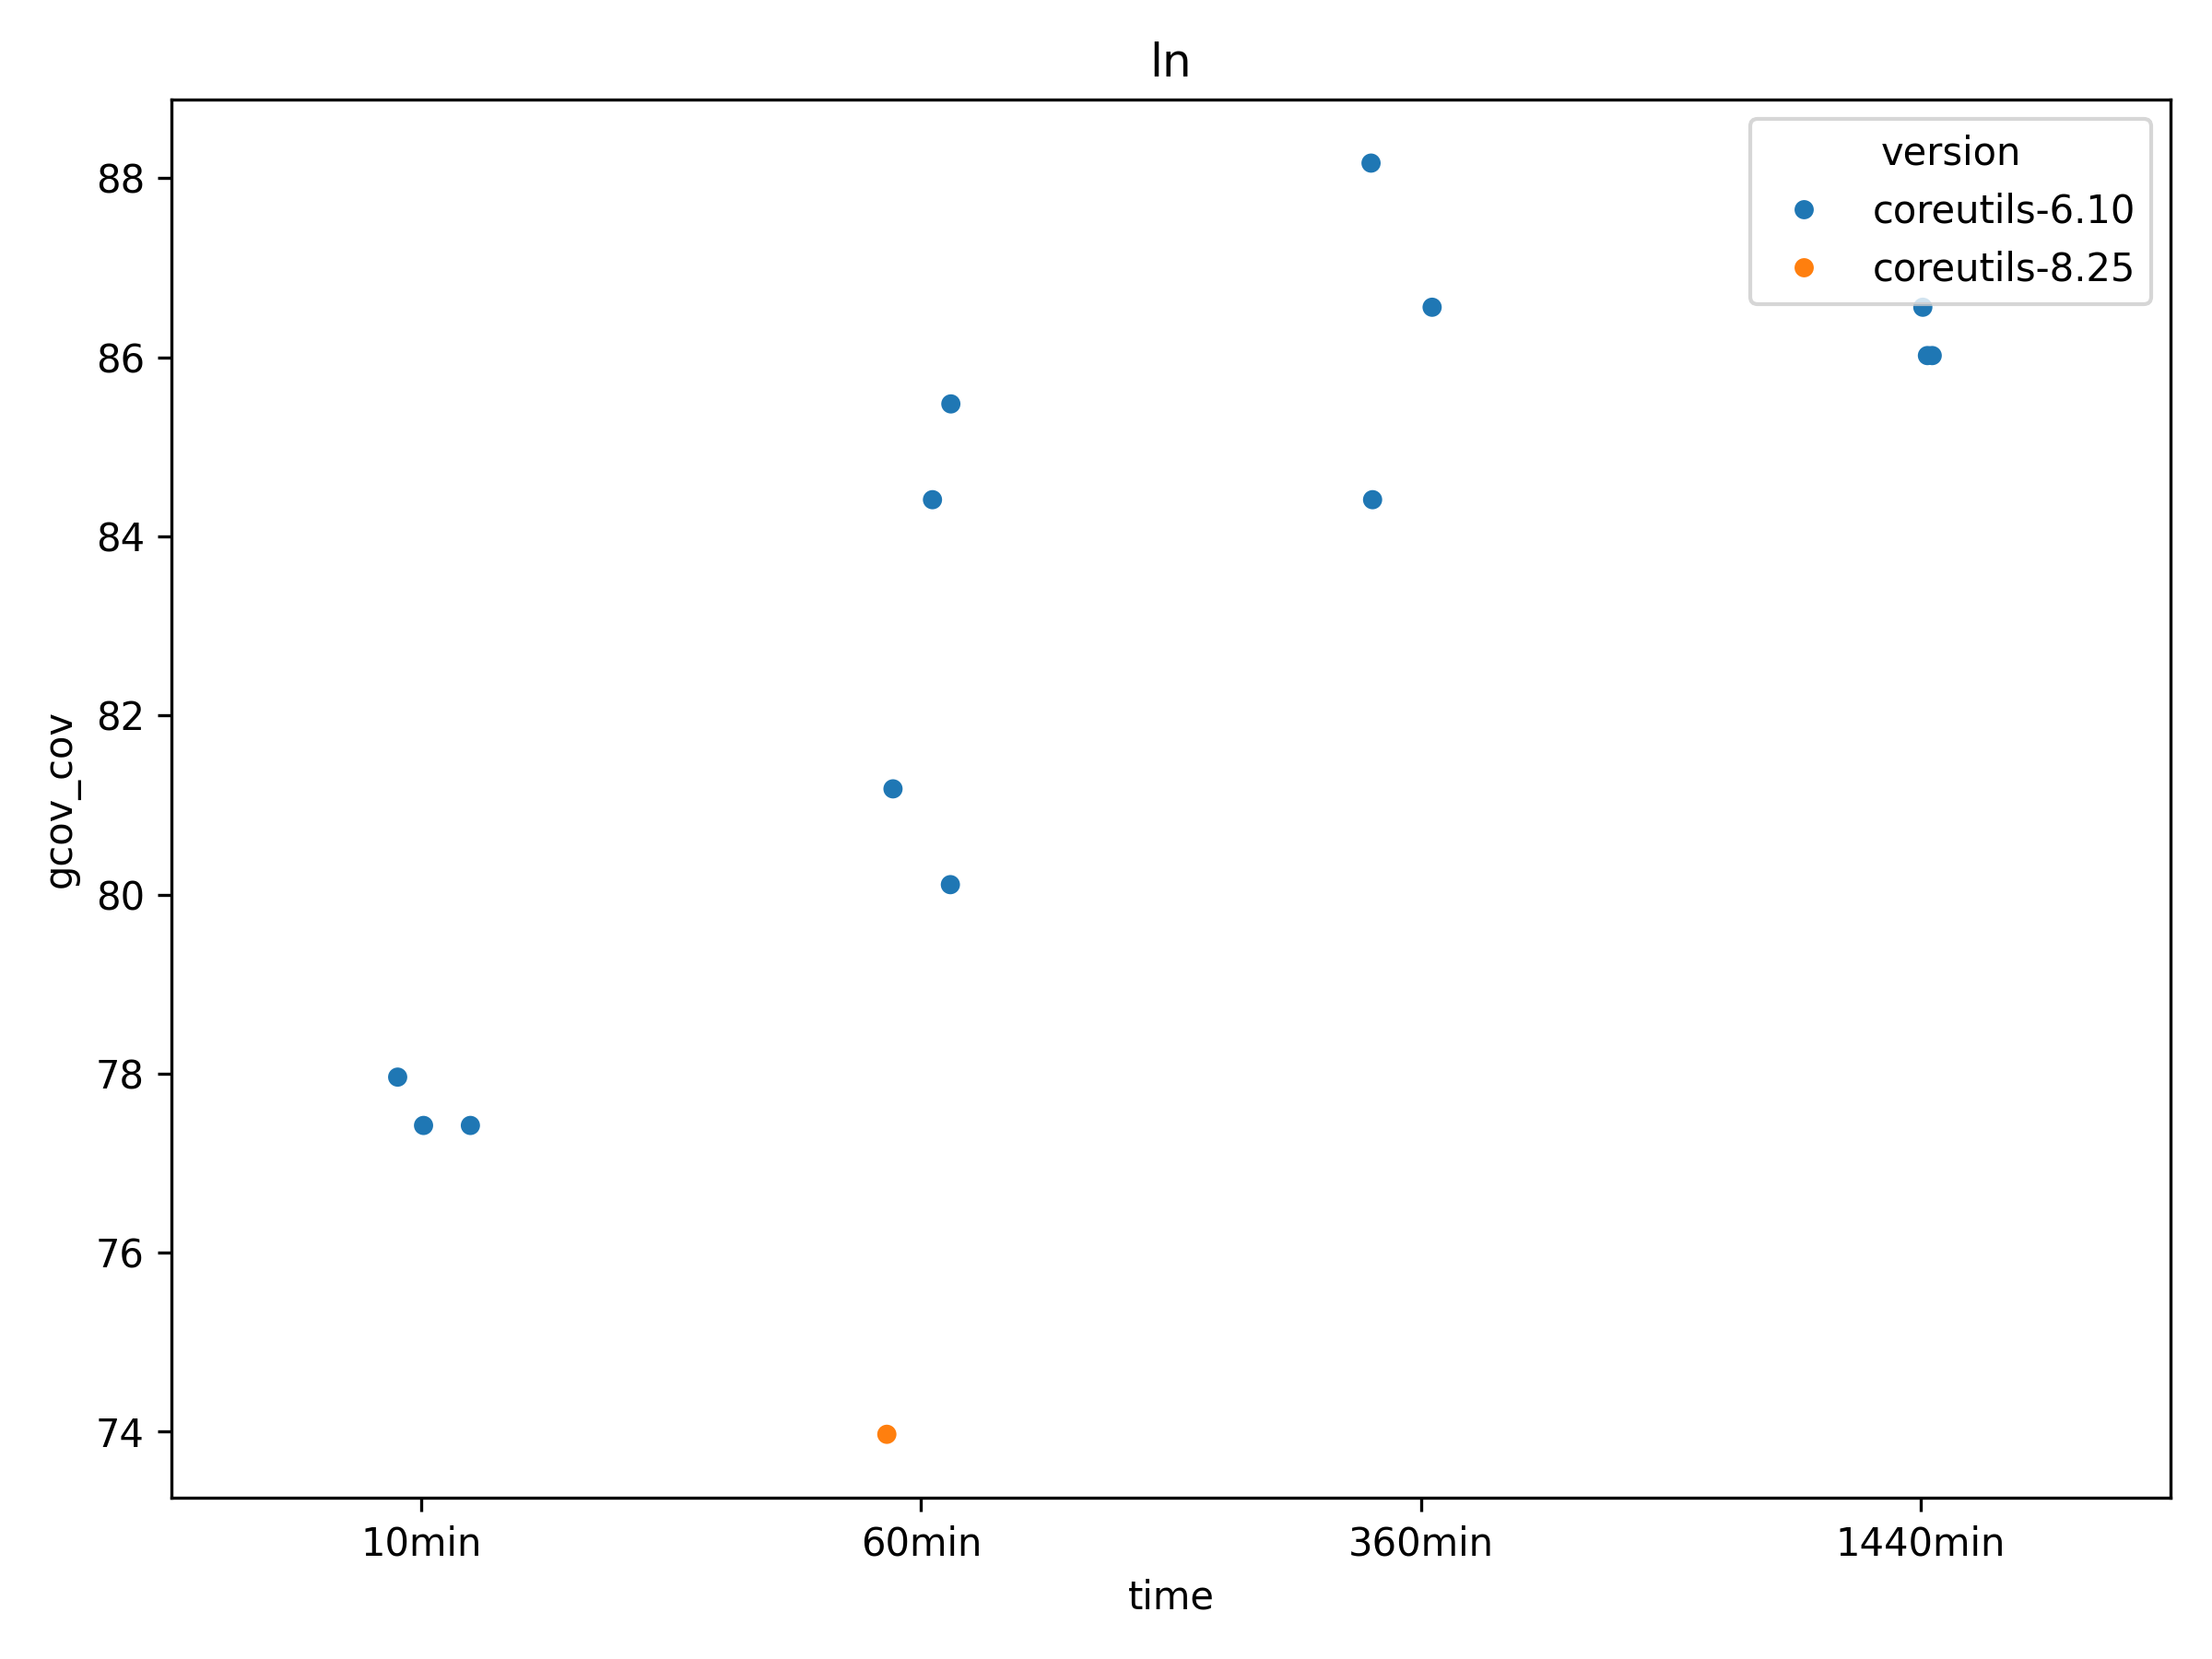 ln
version
coreutils-6.10
coreutils-8.25
88
86
84
82
80
78
76
74
gcov_cov
10min
60min
360min
1440min
time